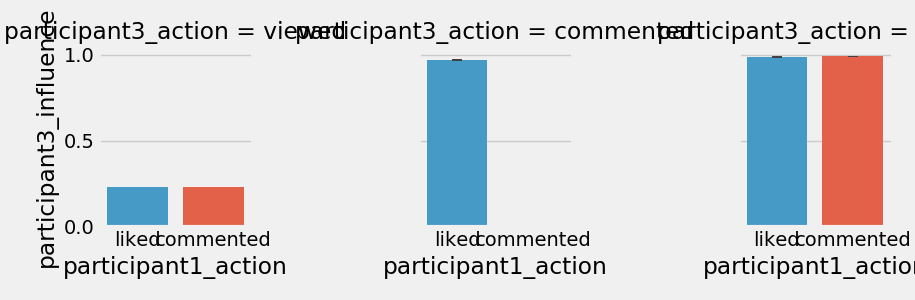 participant3_action = viewed
participant3_action = commented
participant3_action =
participant3_influence
1.0
0.5
0.0
liked commented
liked commented
liked commented
participant1_action
participant1_action
participant1_action